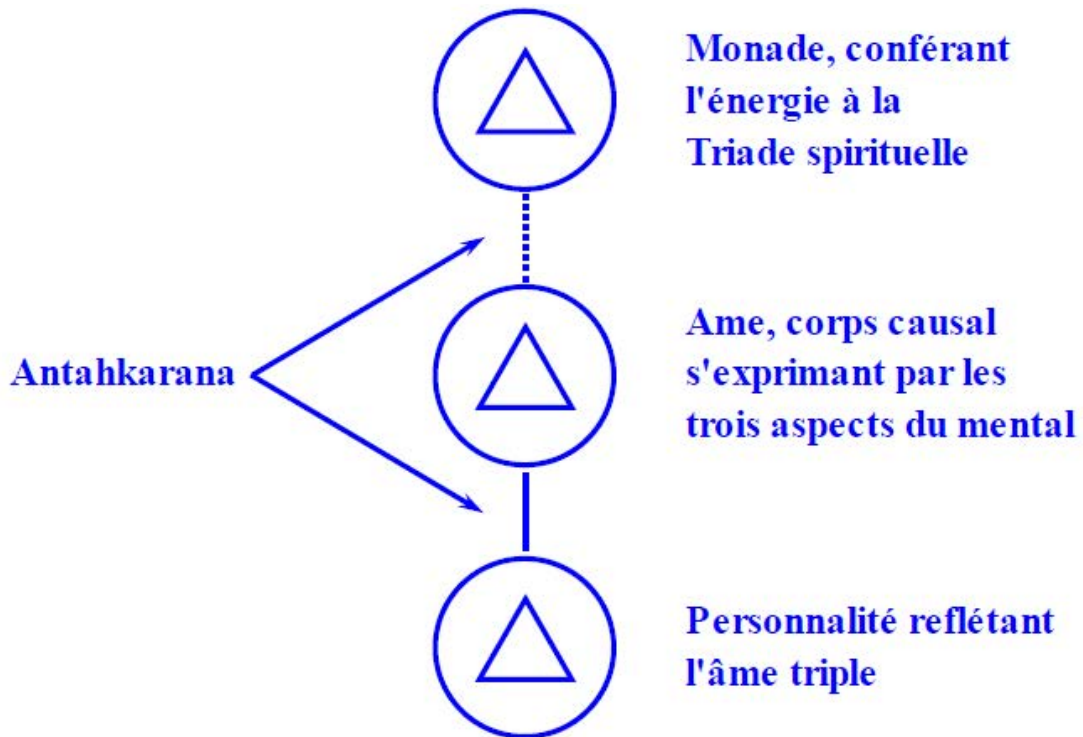 Monade, conférant
l'énergie à la
Triade spirituelle
Antahkarana
Ame, corps causal
s'exprimant par les
trois aspects du mental
Personnalité reflétant
l'âme triple